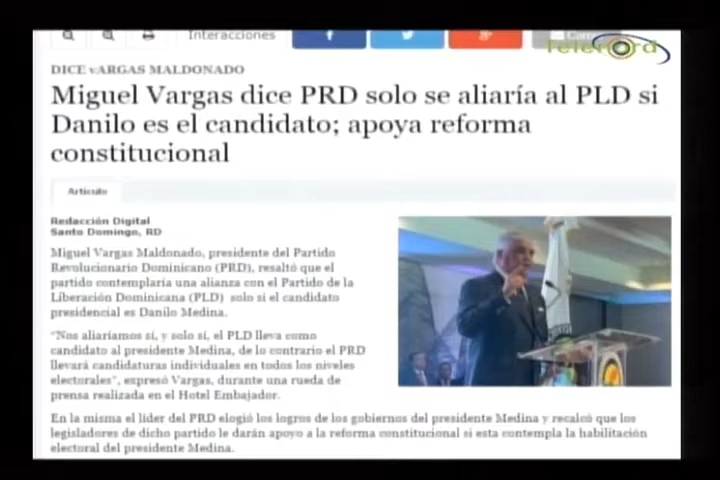 Interacciones
Telenord
DICE VARGAS MALDONADO
Miguel Vargas dice PRD solo se aliaría al PLD si
Danilo es el candidato; apoya reforma
constitucional
Artículo
Redacción Digital
Santo Domingo, RD
Miguel Vargas Maldonado, presidente del Partido
Revolucionario Dominicano (PRD), resaltó que el
partido contemplaría una alianza con el Partido de la
Liberación Dominicana (PLD) solo si el candidato
presidencial es Danilo Medina.
"Nos aliaríamos si, y solo si, el PLD lleva como
candidato al presidente Medina, de lo contrario el PRD
llevará candidaturas individuales en todos los niveles
electorales", expresó Vargas, durante una rueda de
prensa realizada en el Hotel Embajador.
En la misma el líder del PRD elogió los logros de los gobiernos del presidente Medina y recalcó que los
legisladores de dicho partido le darán apoyo a la reforma constitucional si esta contempla la habilitación
electoral del presidente Medina.